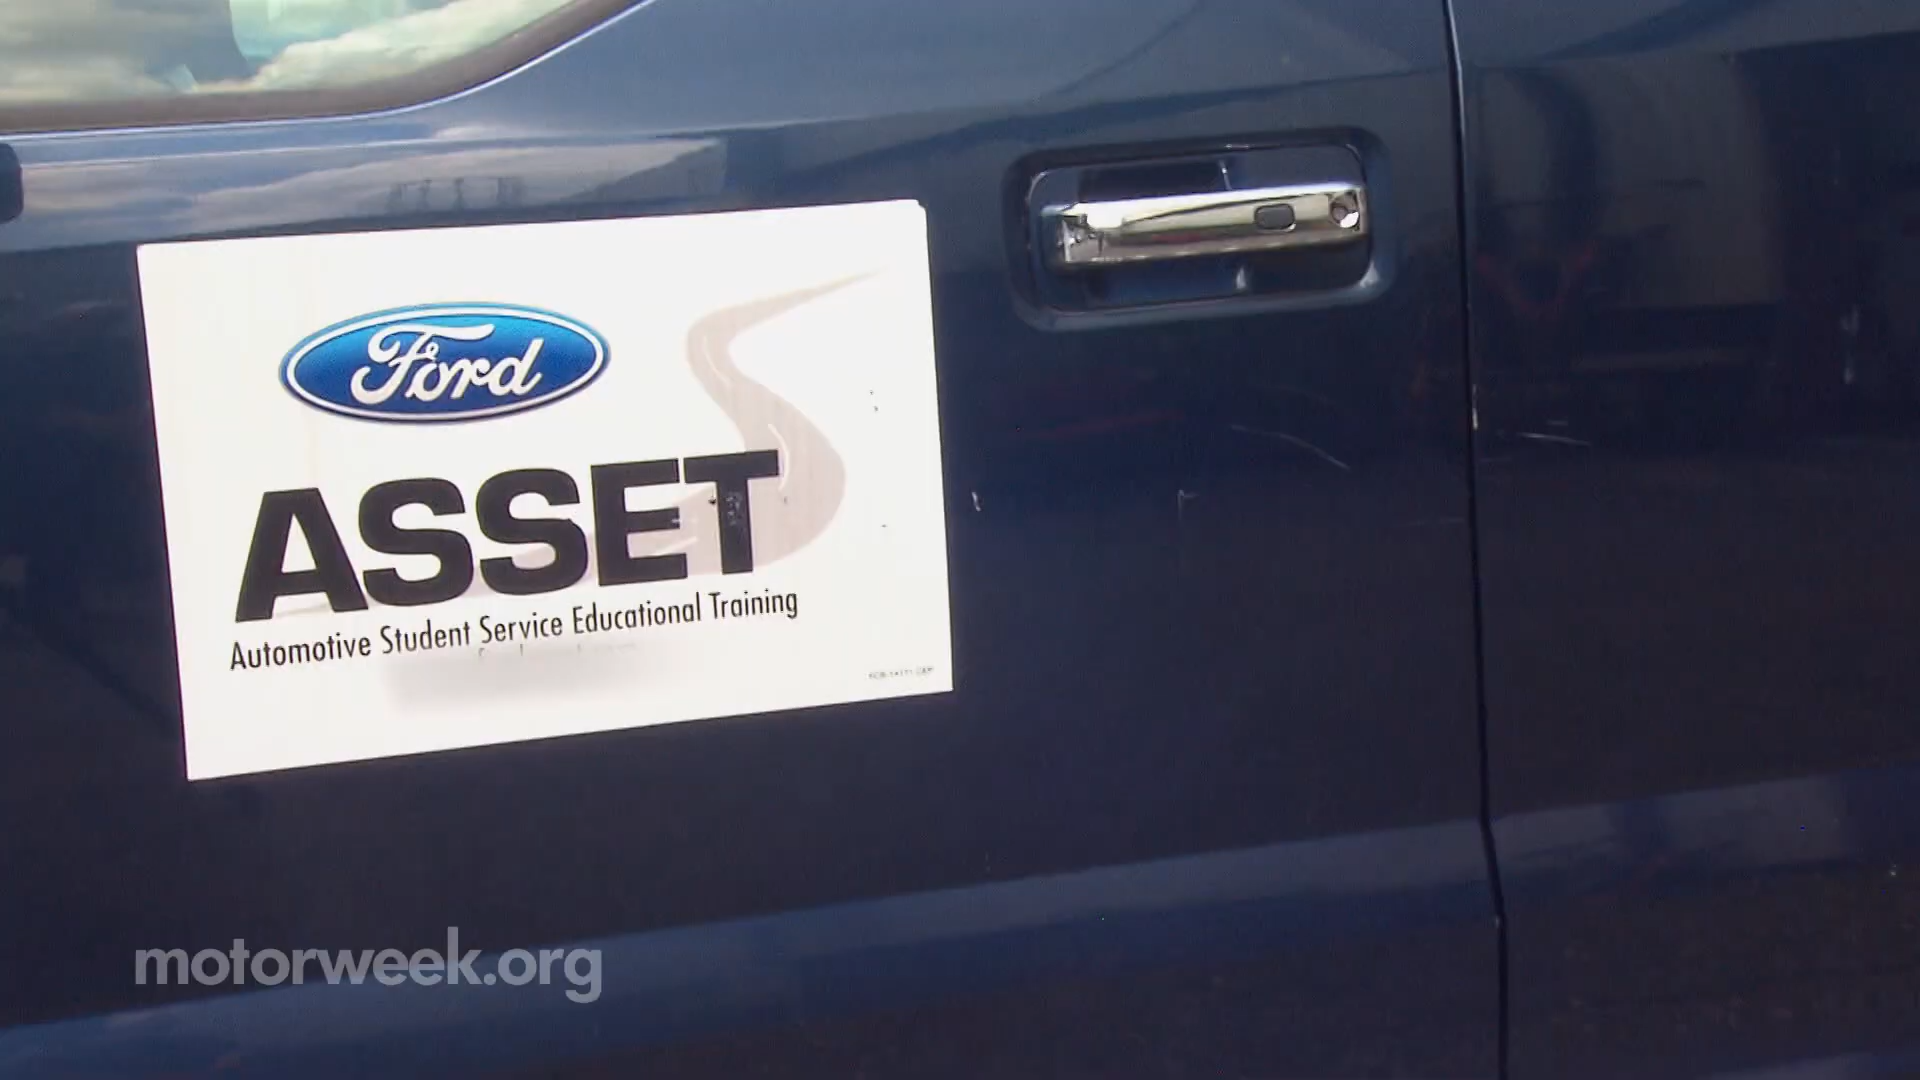 Ford
ASSET
Automotive Student Service Educational Training
motorweek.org